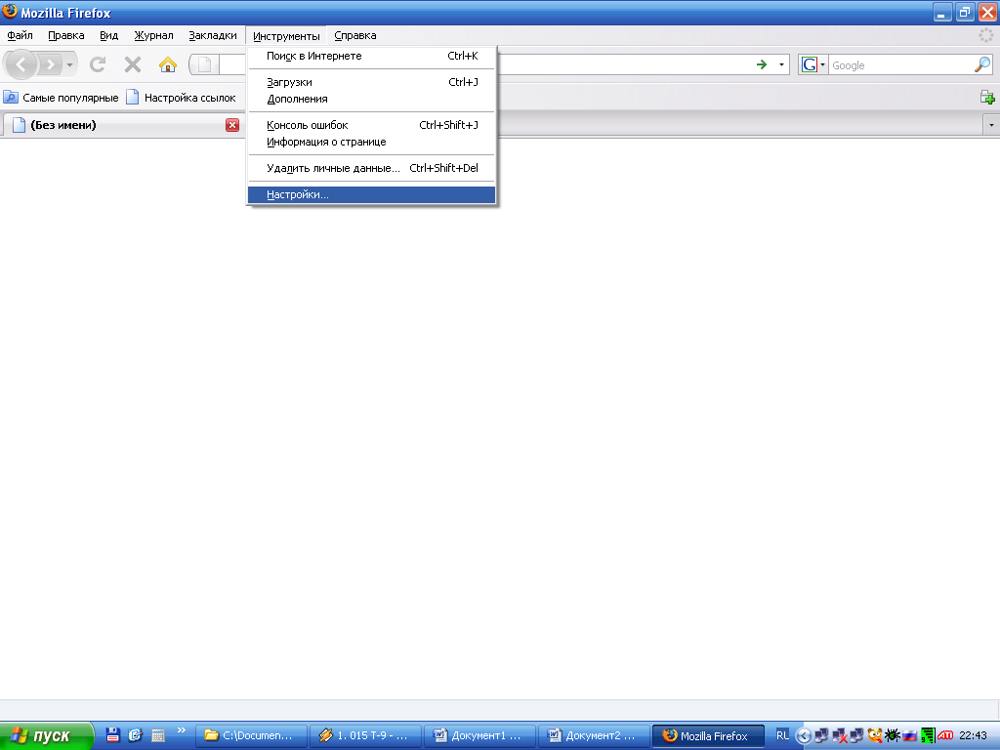 Mozilla Firefox
Файл Правка Вид Журнал Закладки Инструменты Справка
Поиск в Интернете Ctrl+K
Google
Загрузки Ctrl+J
Самые популярные Настройка ссылок
Дополнения
(Без имени)
Консоль ошибок Ctrl+Shift+J
Информация о странице
Удалить личные данные... Ctrl+Shift+Del
Настройки...
пуск
C:\Documen...
1. 015 T-9 - ...
Документ1 ...
Документ2 ...
Mozilla Firefox
RL
22:43